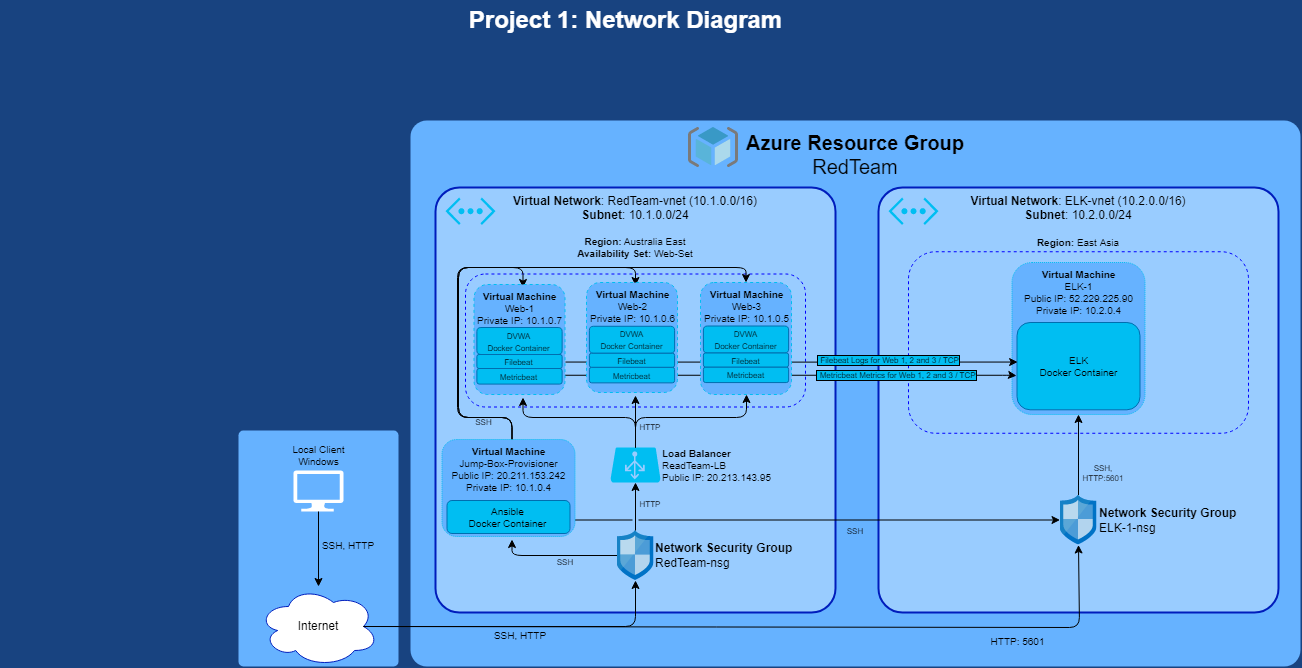 Project 1: Network Diagram
Azure Resource Group
RedTeam
Virtual Network: RedTeam-vnet (10.1.0.0/16)
Subnet: 10.1.0.0/24
Region: Australia East
Availability Set: Web-Set
Virtual Machine
Web-1
Private IP: 10.1.0.7
DVWA
Docker Container
Filebeat
Metricbeat
Virtual Machine
Web-2
Private IP: 10.1.0.6
DVWA
Docker Container
Filebeat
Metricbeat
Virtual Machine
Web-3
Private IP: 10.1.0.5
DVWA
Docker Container
Filebeat
Metricbeat
Filebeat Logs for Web 1, 2 and 3 / TCP
Metricbeat Metrics for Web 1, 2 and 3 / TCP
Virtual Network: ELK-vnet (10.2.0.0/16)
Subnet: 10.2.0.0/24
Region: East Asia
Virtual Machine
ELK-1
Public IP: 52.229.225.90
Private IP: 10.2.0.4
ELK
Docker Container
SSH
HTTP
Virtual Machine
Jump-Box-Provisioner
Public IP: 20.211.153.242
Private IP: 10.1.0.4
Ansible
Docker Container
Load Balancer
ReadTeam-LB
Public IP: 20.213.143.95
HTTP
SSH,
HTTP:5601
Network Security Group
RedTeam-nsg
SSH
SSH
Network Security Group
ELK-1-nsg
Local Client
Windows
SSH, HTTP
Internet
SSH, HTTP
HTTP: 5601